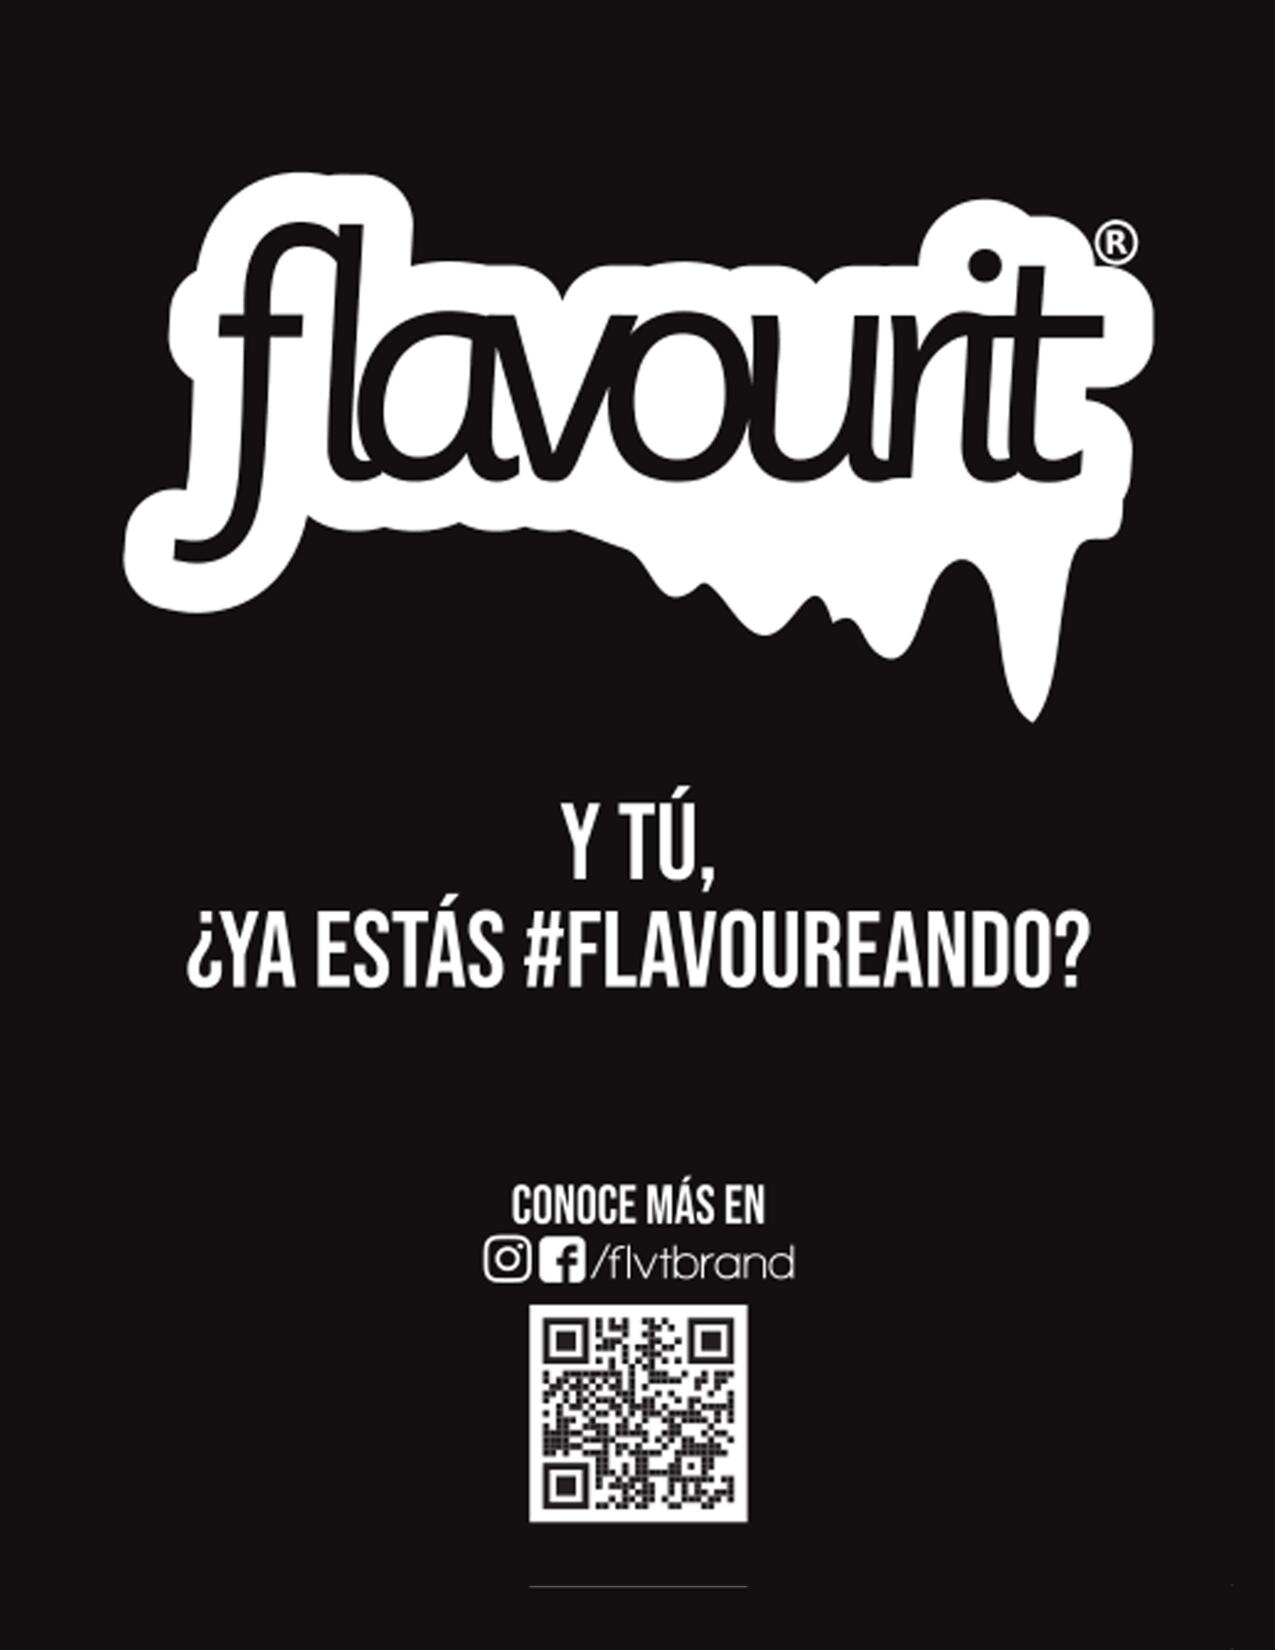 flavourit®
Y TÚ,
¿YA ESTÁS #FLAVOUREANDO?
CONOCE MÁS EN
/flvtbrand